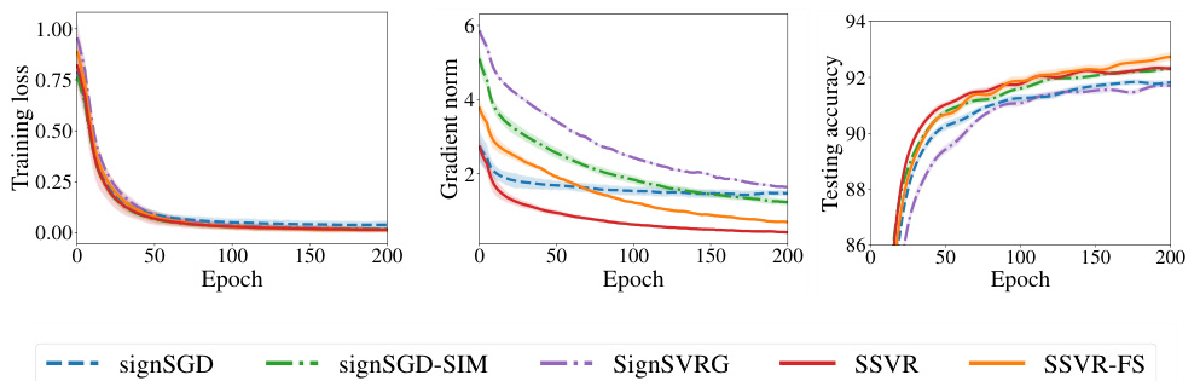 Training loss
1.00
0.75
0.50
0.25
0.00
0 50 100 150 200
Epoch
Gradient norm
6
4
2
0 50 100 150 200
Epoch
Testing accuracy
94
92
90
88
86
0 50 100 150 200
Epoch
signSGD signSGD-SIM SignSVRG SSVR SSVR-FS